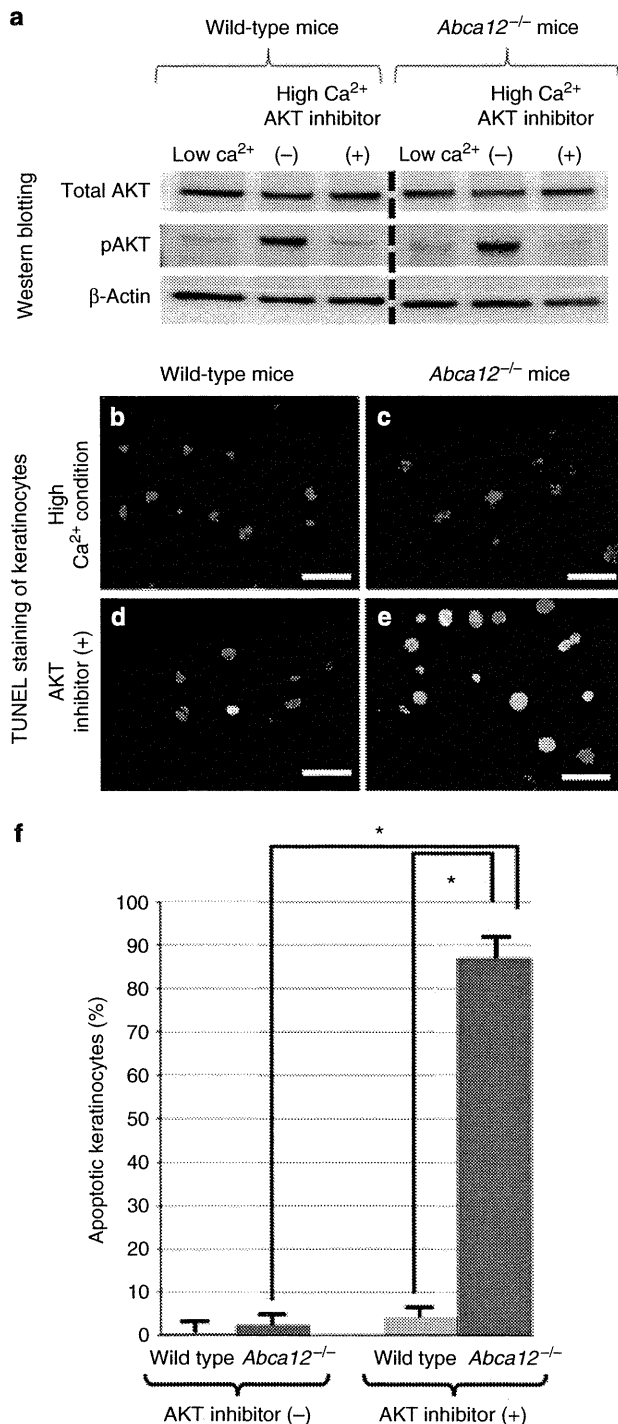 a
Wild-type mice
Abca12−/− mice
High Ca2+
AKT inhibitor
High Ca2+
AKT inhibitor
Low ca2+ (−) (+) Low ca2+ (−) (+)
Western blotting
Total AKT
pAKT
β-Actin
Wild-type mice
Abca12−/− mice
TUNEL staining of keratinocytes
High
Ca2+ condition
b
c
AKT
inhibitor (+)
d
e
f
*
*
Apoptotic keratinocytes (%)
100
90
80
70
60
50
40
30
20
10
0
Wild type Abca12−/− Wild type Abca12−/−
AKT inhibitor (−) AKT inhibitor (+)